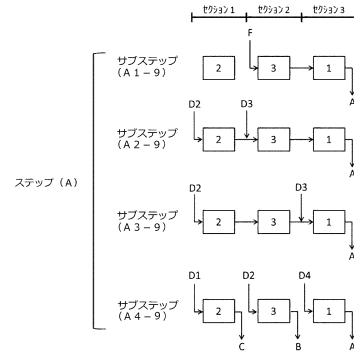 ｾｸｼｮﾝ 1 ｾｸｼｮﾝ 2 ｾｸｼｮﾝ 3
F
サブステップ
（Ａ１－９）
2 3 1
A
D2 D3
サブステップ
（Ａ２－９）
2 3 1
A
ステップ（Ａ）
D2 D3
サブステップ
（Ａ３－９）
2 3 1
A
D1 D2 D4
サブステップ
（Ａ４－９）
2 3 1
C B A